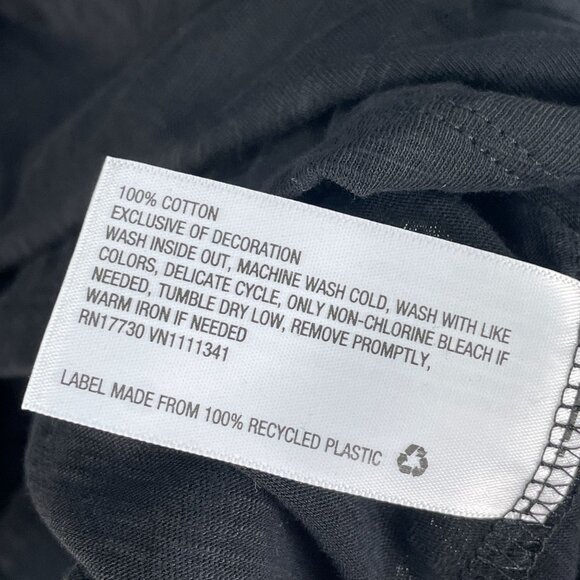 100% COTTON
EXCLUSIVE OF DECORATION
WASH INSIDE OUT, MACHINE WASH COLD, WASH WITH LIKE
COLORS, DELICATE CYCLE, ONLY NON-CHLORINE BLEACH IF
NEEDED, TUMBLE DRY LOW, REMOVE PROMPTLY,
WARM IRON IF NEEDED
RN17730 VN1111341
LABEL MADE FROM 100% RECYCLED PLASTIC